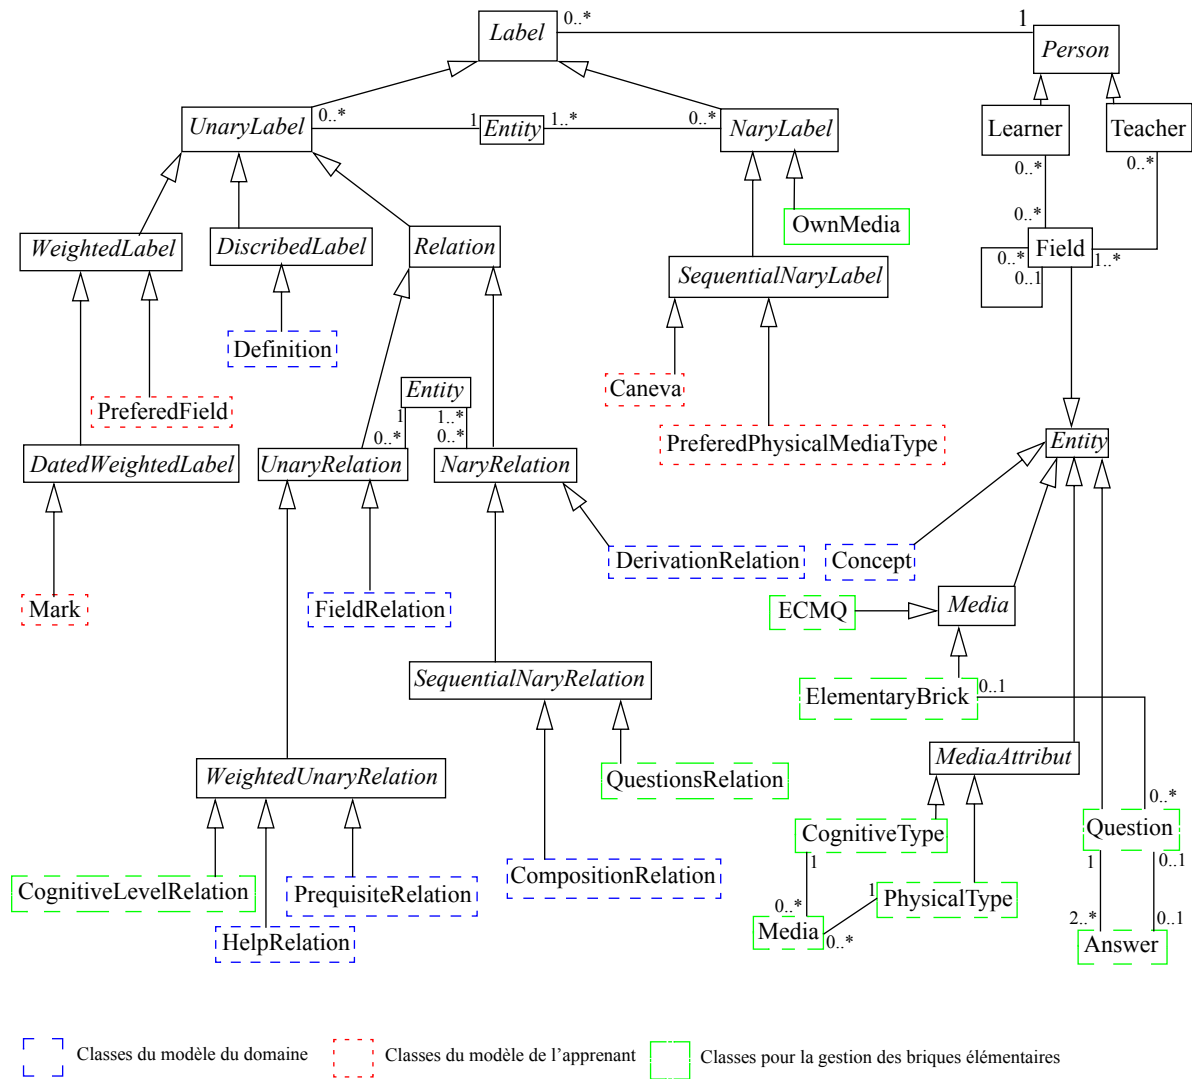 0..*
1
Label
Person
UnaryLabel
0..*
1
Entity
1..*
0..*
NaryLabel
Learner
Teacher
0..*
0..*
OwnMedia
0..*
WeightedLabel
DiscribedLabel
Relation
Field
0..*
1..*
0..1
SequentialNaryLabel
Definition
Caneva
Entity
PreferedField
1
1..*
0..*
0..*
PreferedPhysicalMediaType
Entity
DatedWeightedLabel
UnaryRelation
NaryRelation
DerivationRelation
Concept
Mark
FieldRelation
ECMQ
Media
SequentialNaryRelation
ElementaryBrick
0..1
WeightedUnaryRelation
QuestionsRelation
MediaAttribut
0..*
CognitiveType
Question
1
1
0..1
CognitiveLevelRelation
PrequisiteRelation
CompositionRelation
1
PhysicalType
0..*
2..*
0..1
HelpRelation
Media
0..*
Answer
Classes du modèle du domaine
Classes du modèle de l’apprenant
Classes pour la gestion des briques élémentaires